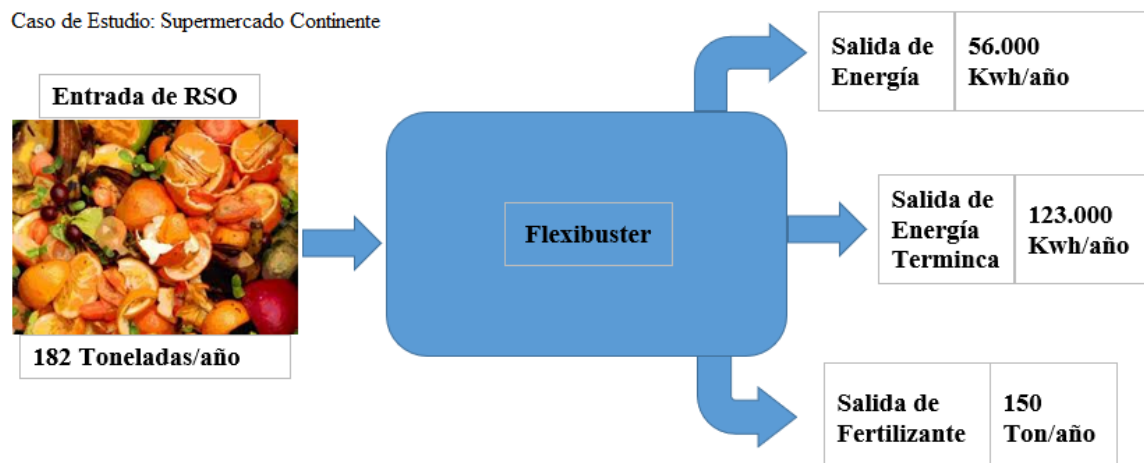 Caso de Estudio: Supermercado Continente
Entrada de RSO
182 Toneladas/año
Flexibuster
Salida de
Energía
56.000
Kwh/año
Salida de
Energía
Terminca
123.000
Kwh/año
Salida de
Fertilizante
150
Ton/año